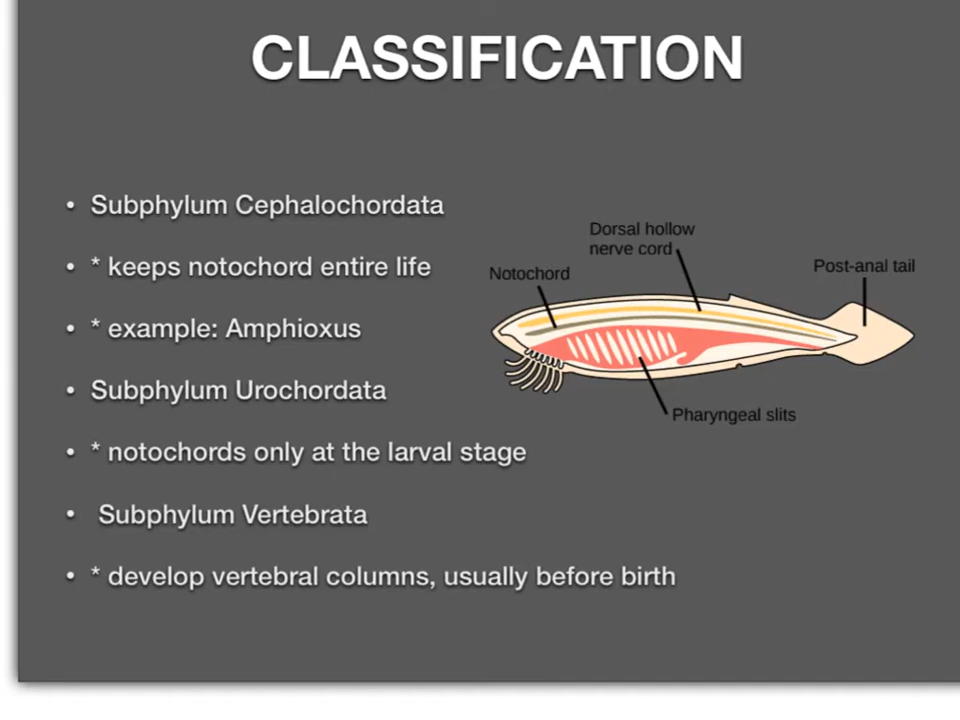 CLASSIFICATION
• Subphylum Cephalochordata
• * keeps notochord entire life
• * example: Amphioxus
• Subphylum Urochordata
• * notochords only at the larval stage
• Subphylum Vertebrata
• * develop vertebral columns, usually before birth
Dorsal hollow
nerve cord
Notochord
Post-anal tail
Pharyngeal slits